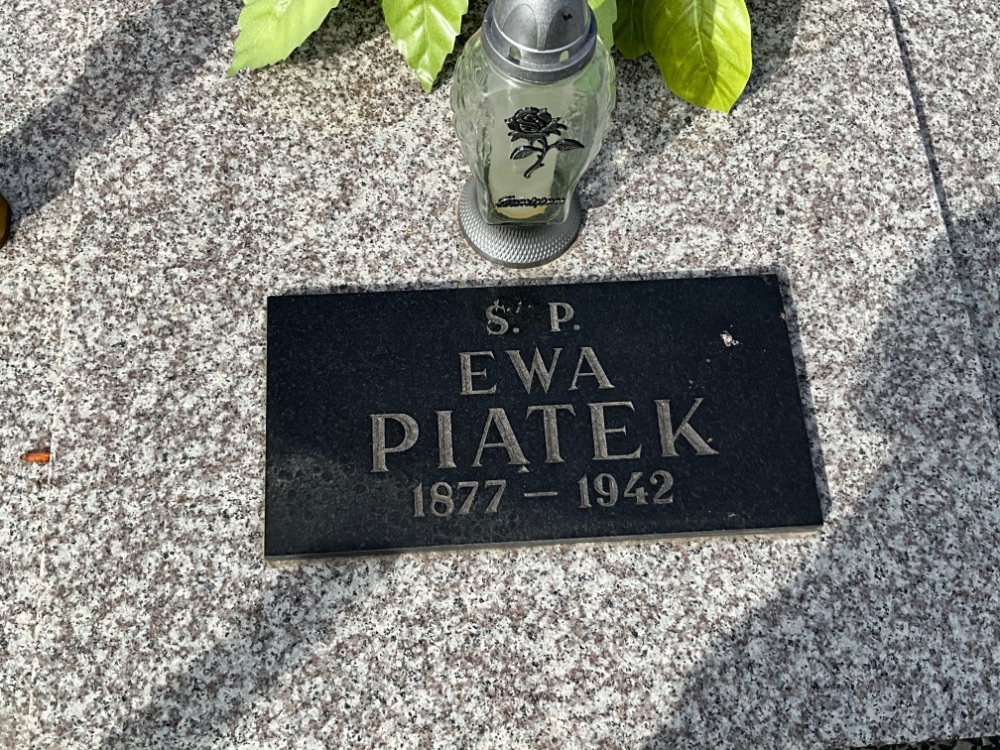 Ś. P.
EWA
PIĄTEK
1877 – 1942